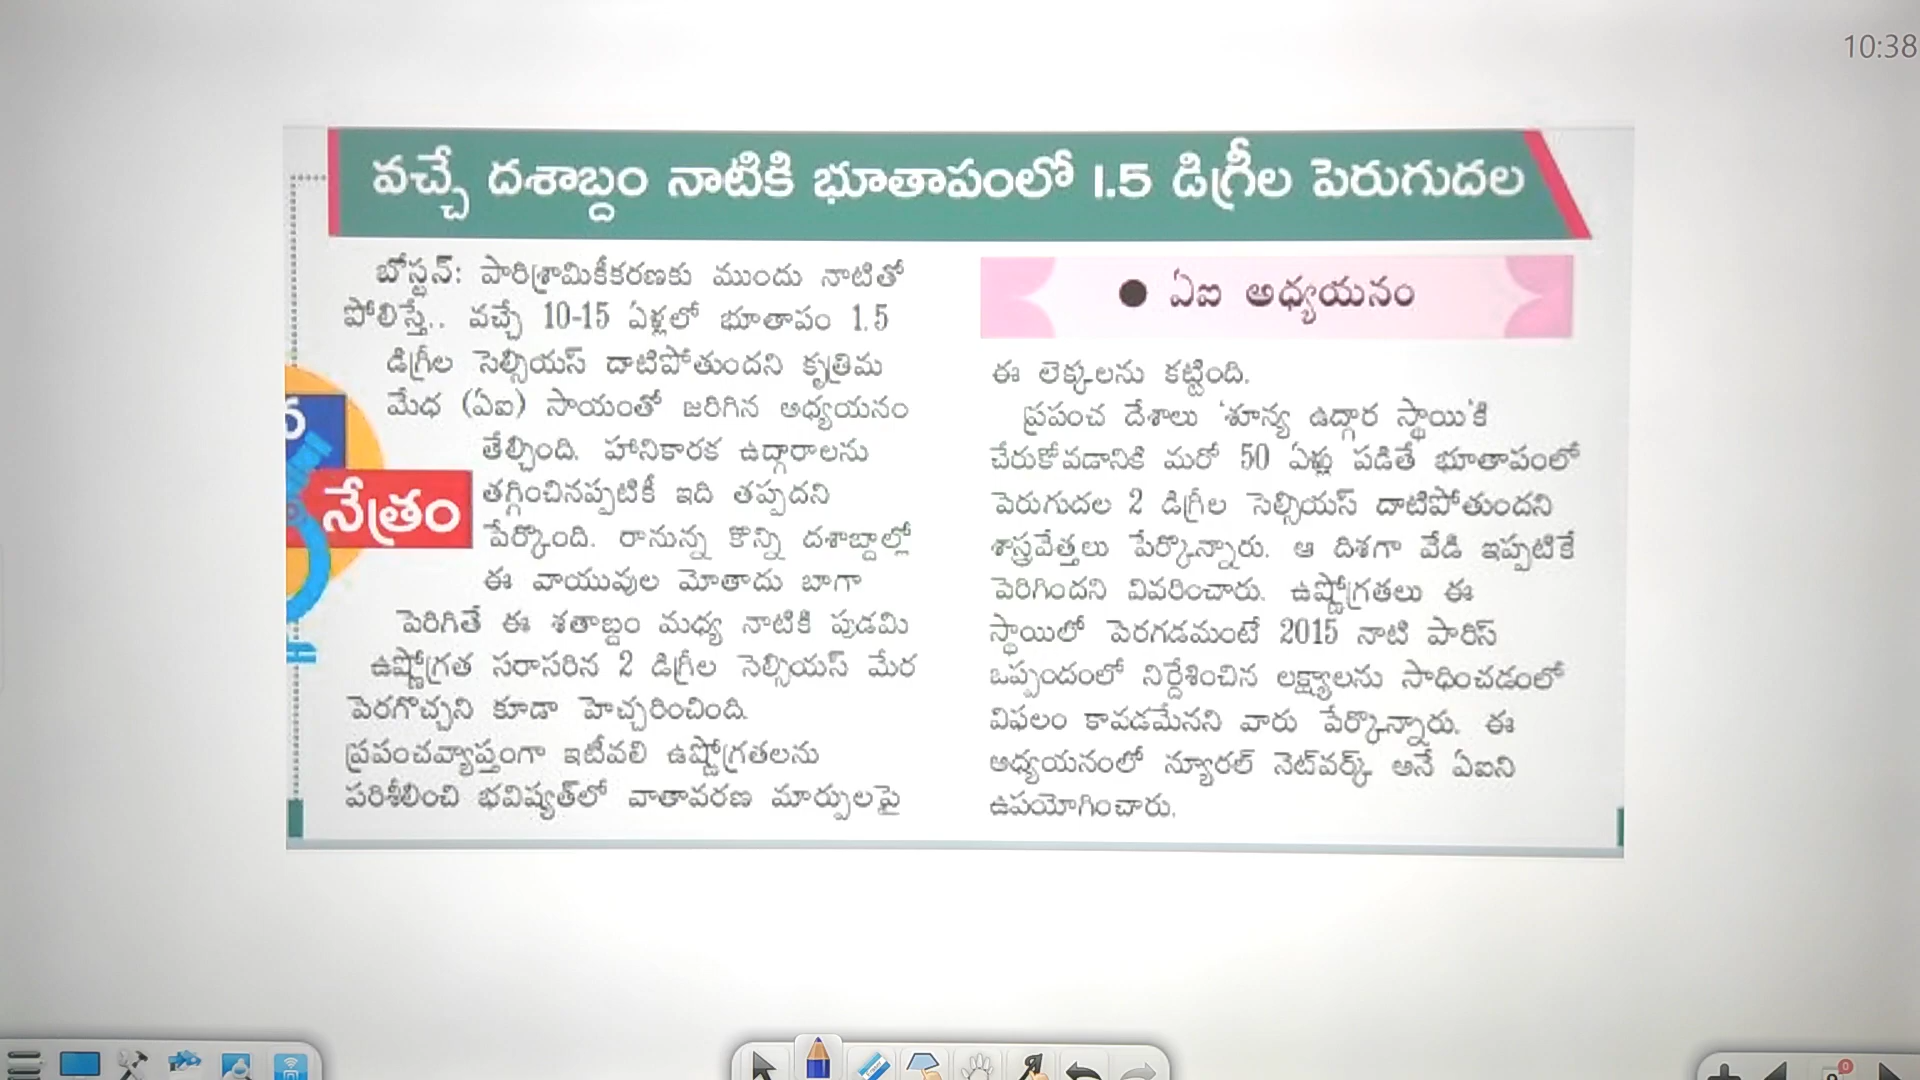 10:38
వచ్చే దశాబ్దం నాటికి భూతాపంలో 1.5 డిగ్రీల పెరుగుదల
బోస్టన్: పారిశ్రామికీకరణకు ముందు నాటితో
పోలిస్తే.. వచ్చే 10-15 ఏళ్లలో భూతాపం 1.5
డిగ్రీల సెల్సియస్ దాటిపోతుందని కృత్రిమ
మేధ (ఏఐ) సాయంతో జరిగిన అధ్యయనం
తేల్చింది. హానికారక ఉద్గారాలను
తగ్గించినప్పటికీ ఇది తప్పదని
పేర్కొంది. రానున్న కొన్ని దశాబ్దాల్లో
ఈ వాయువుల మోతాదు బాగా
పెరిగితే ఈ శతాబ్దం మధ్య నాటికి పుడమి
ఉష్ణోగ్రత సరాసరిన 2 డిగ్రీల సెల్సియస్ మేర
పెరగొచ్చని కూడా హెచ్చరించింది.
ప్రపంచవ్యాప్తంగా ఇటీవలి ఉష్ణోగ్రతలను
పరిశీలించి భవిష్యత్‌లో వాతావరణ మార్పులపై
నేత్రం
● ఏఐ అధ్యయనం
ఈ లెక్కలను కట్టింది.
ప్రపంచ దేశాలు ‘శూన్య ఉద్గార స్థాయి’కి
చేరుకోవడానికి మరో 50 ఏళ్లు పడితే భూతాపంలో
పెరుగుదల 2 డిగ్రీల సెల్సియస్ దాటిపోతుందని
శాస్త్రవేత్తలు పేర్కొన్నారు. ఆ దిశగా వేడి ఇప్పటికే
పెరిగిందని వివరించారు. ఉష్ణోగ్రతలు ఈ
స్థాయిలో పెరగడమంటే 2015 నాటి పారిస్
ఒప్పందంలో నిర్దేశించిన లక్ష్యాలను సాధించడంలో
విఫలం కావడమేనని వారు పేర్కొన్నారు. ఈ
అధ్యయనంలో న్యూరల్ నెట్‌వర్క్ అనే ఏఐని
ఉపయోగించారు.